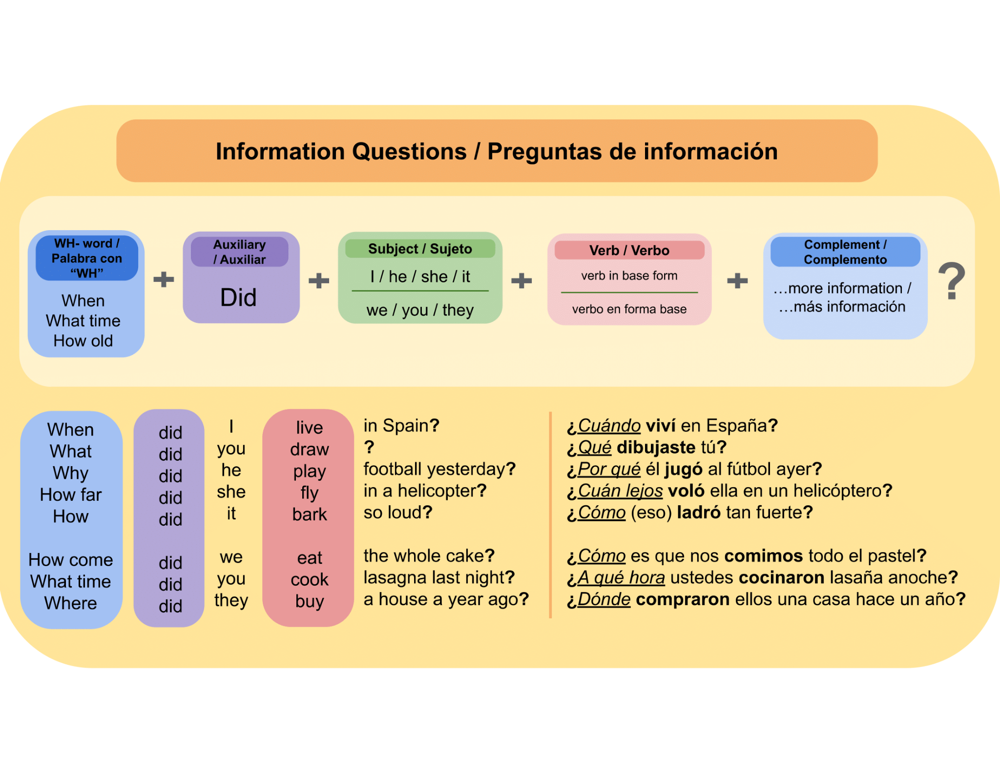 Information Questions / Preguntas de información
WH- word /
Palabra con
“WH”
When
What time
How old
+
Auxiliary
/ Auxiliar
Did
+
Subject / Sujeto
I / he / she / it
we / you / they
+
Verb / Verbo
verb in base form
verbo en forma base
+
Complement /
Complemento
…more information /
…más información
?
When did I live in Spain? ¿Cuándo viví en España?
What did you draw ? ¿Qué dibujaste tú?
Why did he play football yesterday? ¿Por qué él jugó al fútbol ayer?
How far did she fly in a helicopter? ¿Cuán lejos voló ella en un helicóptero?
How did it bark so loud? ¿Cómo (eso) ladró tan fuerte?
How come did we eat the whole cake? ¿Cómo es que nos comimos todo el pastel?
What time did you cook lasagna last night? ¿A qué hora ustedes cocinaron lasaña anoche?
Where did they buy a house a year ago? ¿Dónde compraron ellos una casa hace un año?